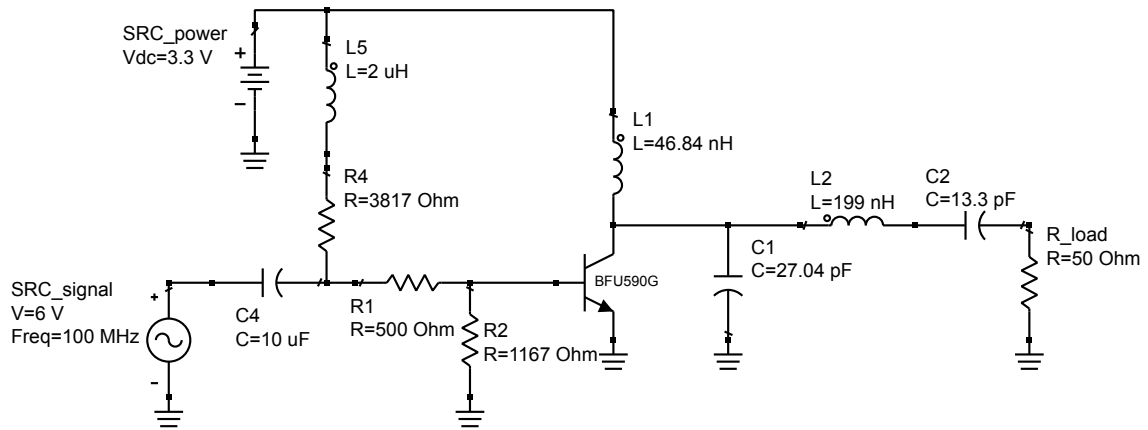 SRC_power
Vdc=3.3 V
+
−
L5
L=2 uH
R4
R=3817 Ohm
L1
L=46.84 nH
L2
L=199 nH
C2
C=13.3 pF
R_load
R=50 Ohm
C1
C=27.04 pF
BFU590G
SRC_signal
V=6 V
Freq=100 MHz
+
−
C4
C=10 uF
R1
R=500 Ohm
R2
R=1167 Ohm